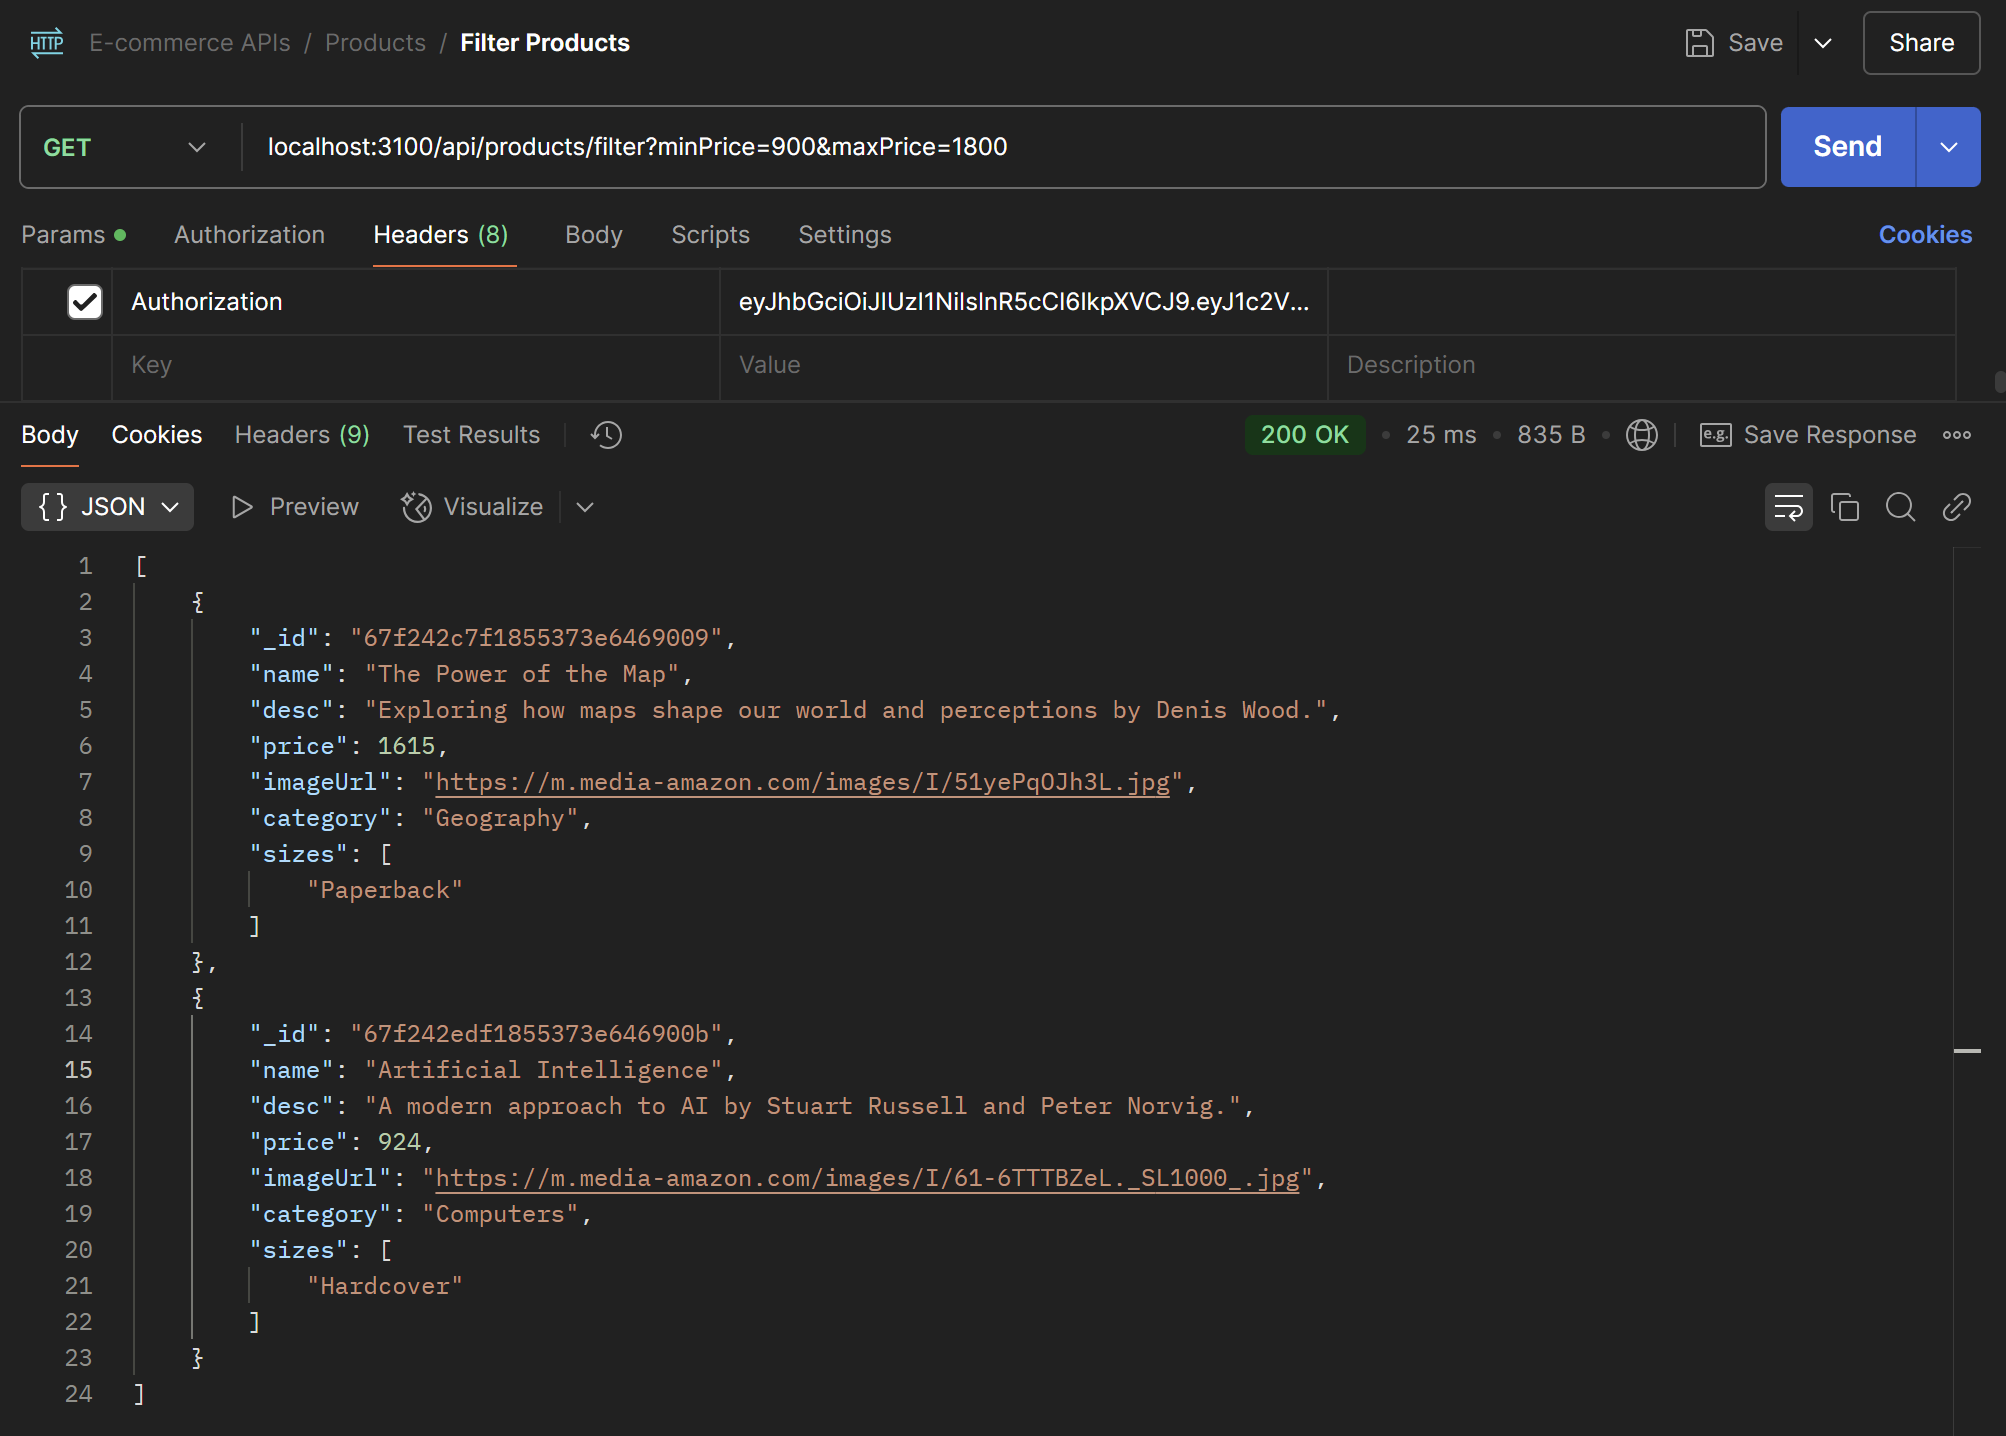 HTTP E-commerce APIs / Products / Filter Products Save Share
GET localhost:3100/api/products/filter?minPrice=900&maxPrice=1800 Send
Params Authorization Headers (8) Body Scripts Settings Cookies
Authorization eyJhbGciOiJIUzI1NiIsInR5cCI6IkpXVCJ9.eyJ1c2V...
Key Value Description
Body Cookies Headers (9) Test Results 200 OK • 25 ms • 835 B • e.g. Save Response
{} JSON Preview Visualize
1 [
2 {
3 "_id": "67f242c7f1855373e6469009",
4 "name": "The Power of the Map",
5 "desc": "Exploring how maps shape our world and perceptions by Denis Wood.",
6 "price": 1615,
7 "imageUrl": "https://m.media-amazon.com/images/I/51yePqOJh3L.jpg",
8 "category": "Geography",
9 "sizes": [
10 "Paperback"
11 ]
12 },
13 {
14 "_id": "67f242edf1855373e646900b",
15 "name": "Artificial Intelligence",
16 "desc": "A modern approach to AI by Stuart Russell and Peter Norvig.",
17 "price": 924,
18 "imageUrl": "https://m.media-amazon.com/images/I/61-6TTTBZeL._SL1000_.jpg",
19 "category": "Computers",
20 "sizes": [
21 "Hardcover"
22 ]
23 }
24 ]